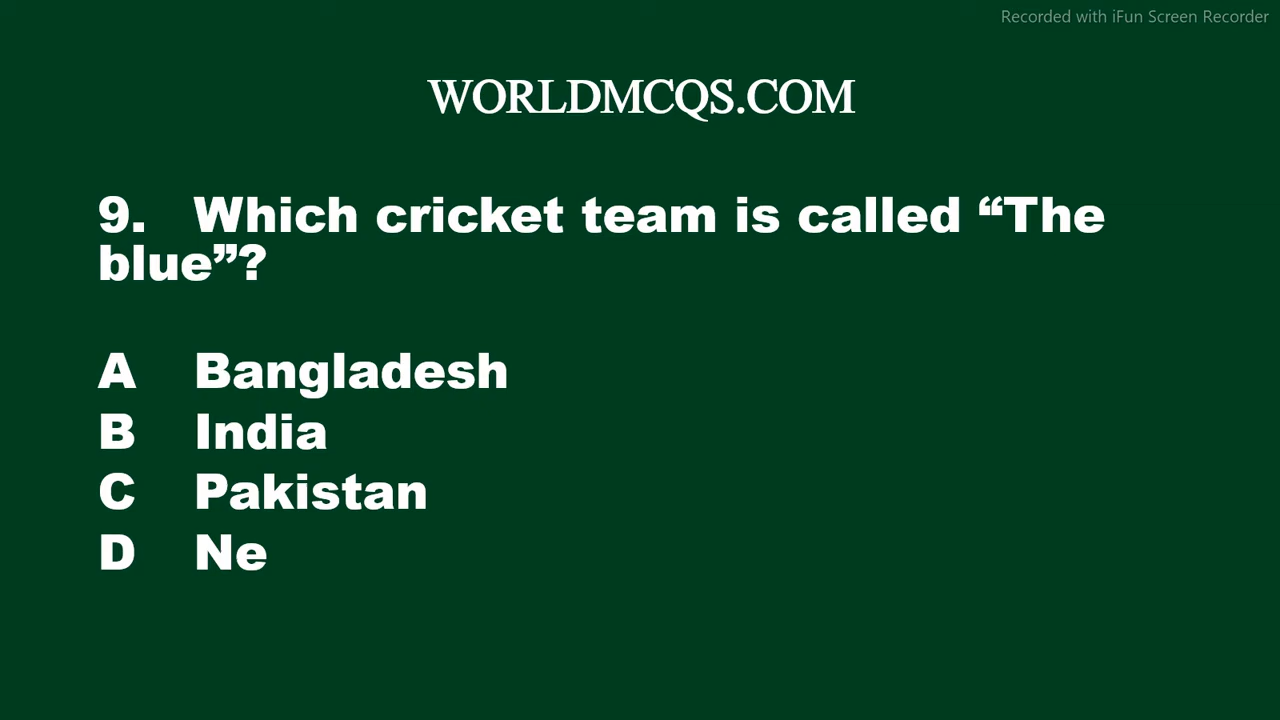 Recorded with iFun Screen Recorder
WORLDMCQS.COM
9. Which cricket team is called “The
blue”?
A Bangladesh
B India
C Pakistan
D Ne